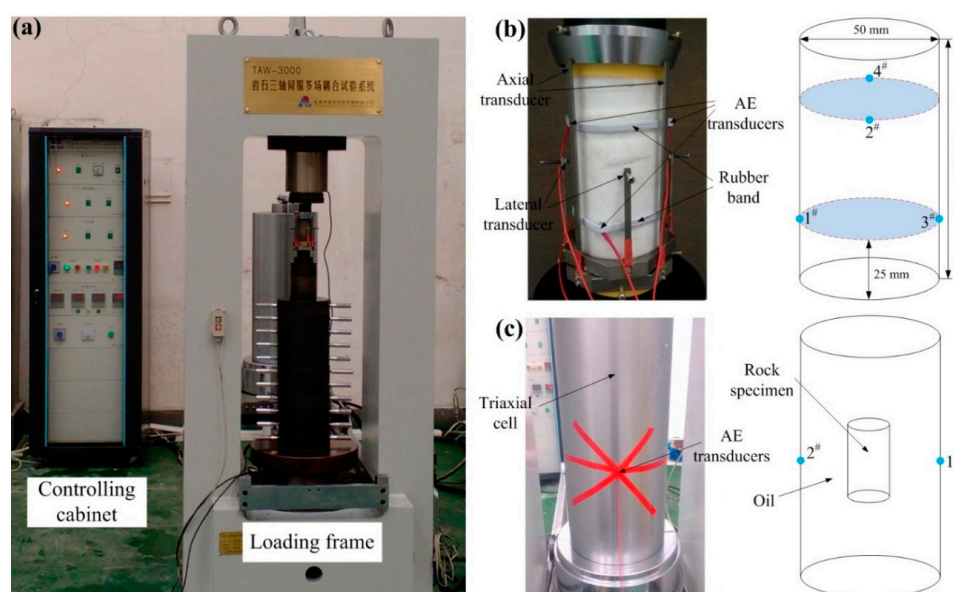 (a)
TAW-3000
岩石三轴伺服多场耦合试验系统
Controlling
cabinet
Loading frame
(b)
Axial
transducer
AE
transducers
Lateral
transducer
Rubber
band
50 mm
4#
2#
1#
3#
25 mm
(c)
Triaxial
cell
AE
transducers
Rock
specimen
2#
1
Oil